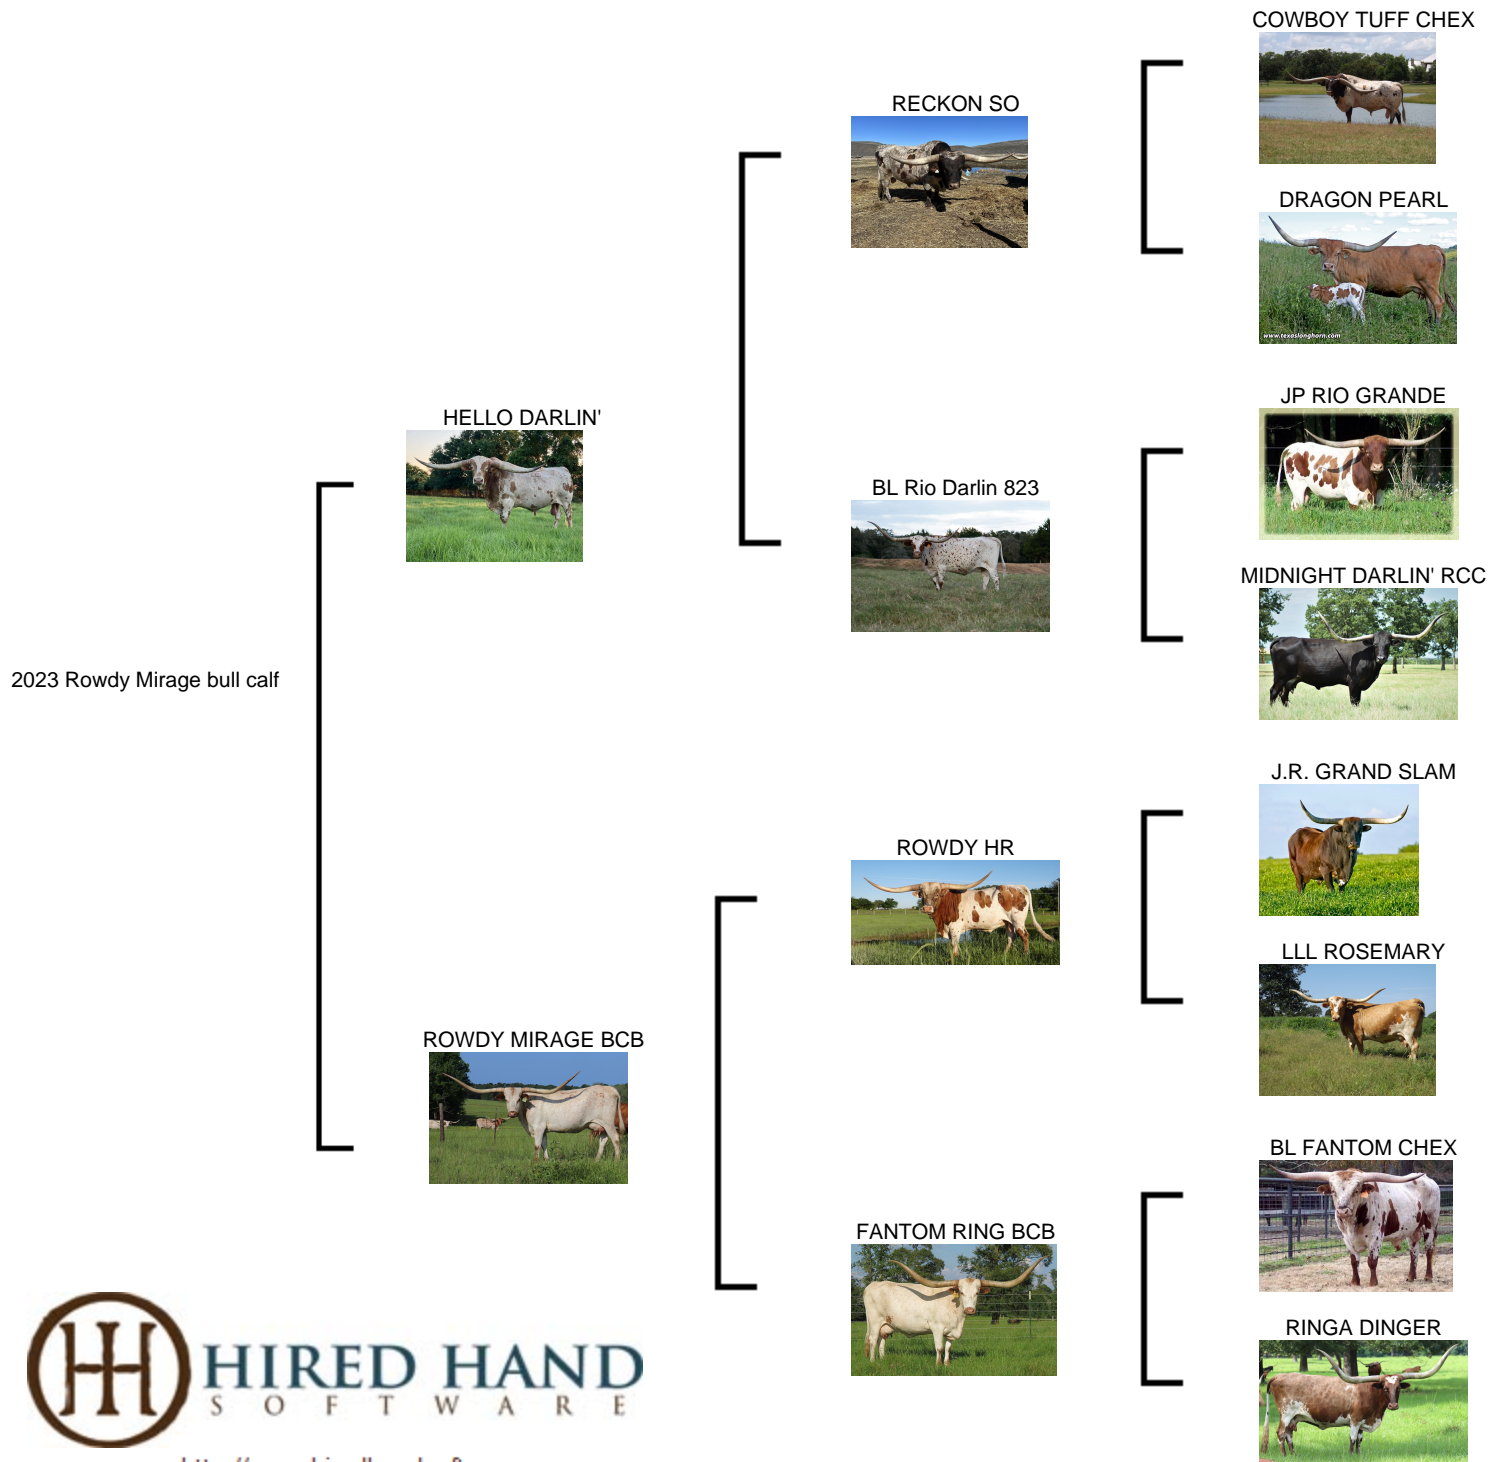 COWBOY TUFF CHEX
RECKON SO
DRAGON PEARL
www.texaslonghorn.com
JP RIO GRANDE
HELLO DARLIN'
BL Rio Darlin 823
MIDNIGHT DARLIN' RCC
2023 Rowdy Mirage bull calf
J.R. GRAND SLAM
ROWDY HR
LLL ROSEMARY
ROWDY MIRAGE BCB
BL FANTOM CHEX
FANTOM RING BCB
RINGA DINGER
HIRED HAND
SOFTWARE